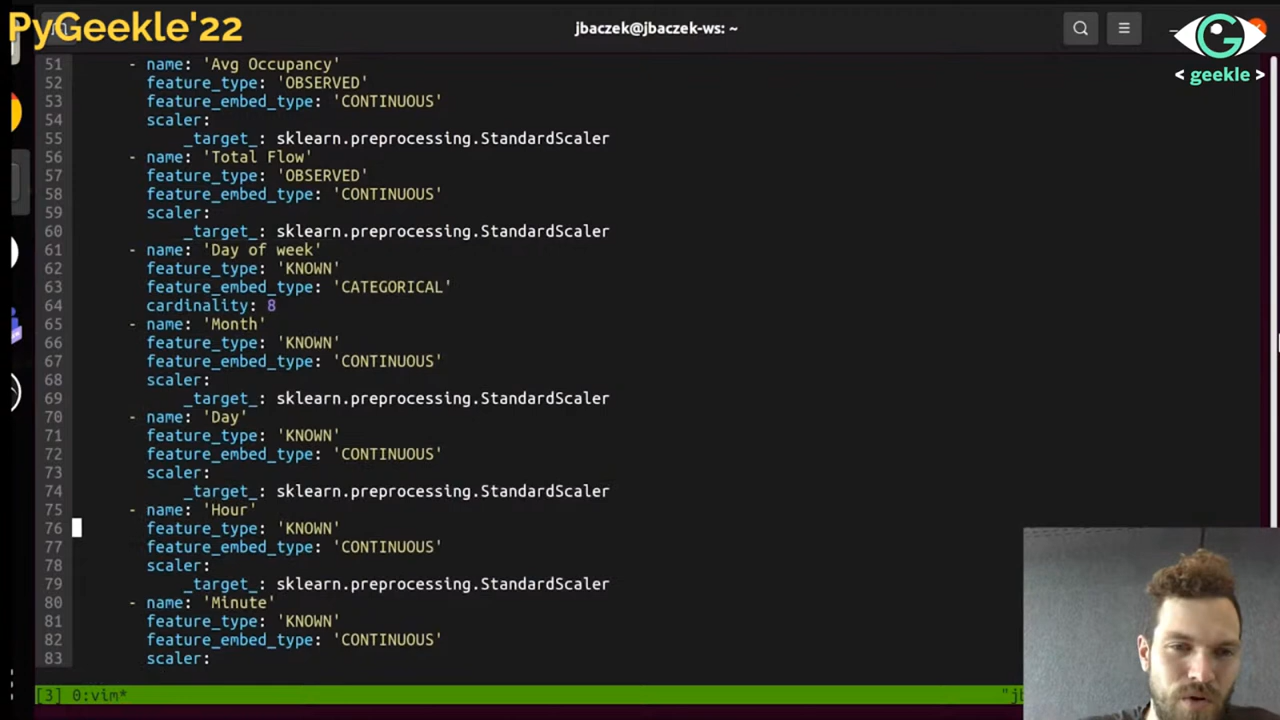 PyGeekle'22
jbaczek@jbaczek-ws: ~
< geekle >
51 - name: 'Avg Occupancy'
52 feature_type: 'OBSERVED'
53 feature_embed_type: 'CONTINUOUS'
54 scaler:
55 _target_: sklearn.preprocessing.StandardScaler
56 - name: 'Total Flow'
57 feature_type: 'OBSERVED'
58 feature_embed_type: 'CONTINUOUS'
59 scaler:
60 _target_: sklearn.preprocessing.StandardScaler
61 - name: 'Day of week'
62 feature_type: 'KNOWN'
63 feature_embed_type: 'CATEGORICAL'
64 cardinality: 8
65 - name: 'Month'
66 feature_type: 'KNOWN'
67 feature_embed_type: 'CONTINUOUS'
68 scaler:
69 _target_: sklearn.preprocessing.StandardScaler
70 - name: 'Day'
71 feature_type: 'KNOWN'
72 feature_embed_type: 'CONTINUOUS'
73 scaler:
74 _target_: sklearn.preprocessing.StandardScaler
75 - name: 'Hour'
76 feature_type: 'KNOWN'
77 feature_embed_type: 'CONTINUOUS'
78 scaler:
79 _target_: sklearn.preprocessing.StandardScaler
80 - name: 'Minute'
81 feature_type: 'KNOWN'
82 feature_embed_type: 'CONTINUOUS'
83 scaler:
[3] 0:vim*